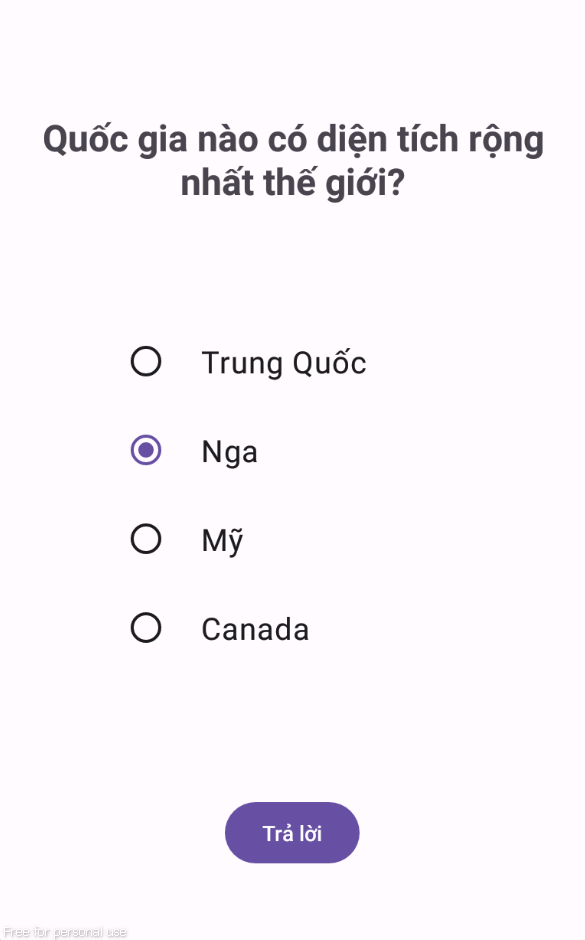 Quốc gia nào có diện tích rộng
nhất thế giới?
Trung Quốc
Nga
Mỹ
Canada
Trả lời
Free for personal use